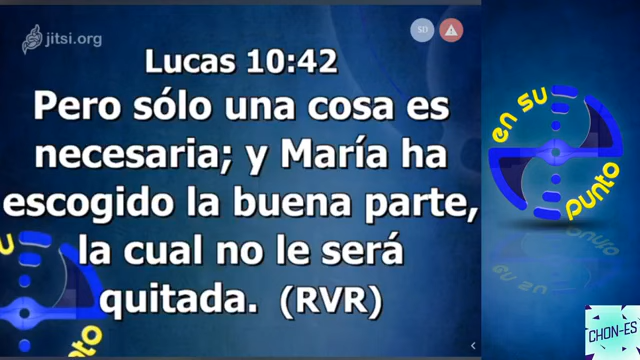 jitsi.org
SD
Lucas 10:42
Pero sólo una cosa es
necesaria; y María ha
escogido la buena parte,
la cual no le será
quitada. (RVR)
en su
punto
CHON-ES